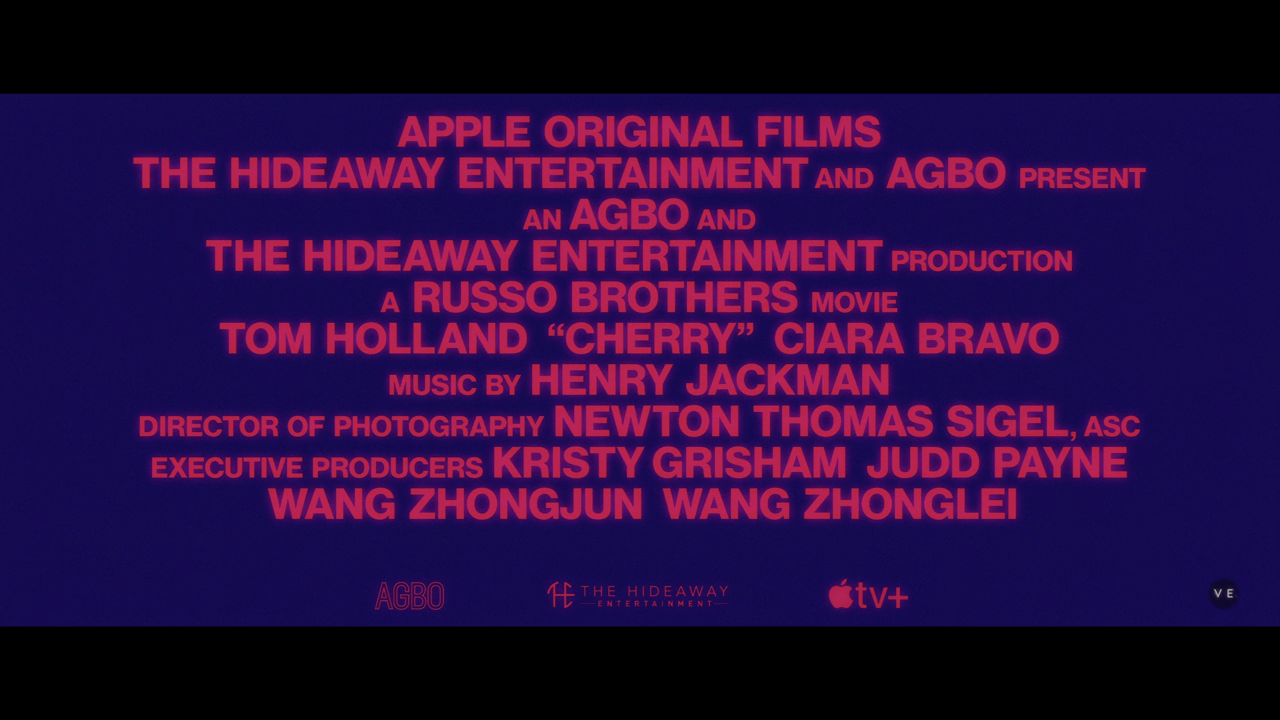 APPLE ORIGINAL FILMS
THE HIDEAWAY ENTERTAINMENT AND AGBO PRESENT
AN AGBO AND
THE HIDEAWAY ENTERTAINMENT PRODUCTION
A RUSSO BROTHERS MOVIE
TOM HOLLAND “CHERRY” CIARA BRAVO
MUSIC BY HENRY JACKMAN
DIRECTOR OF PHOTOGRAPHY NEWTON THOMAS SIGEL, ASC
EXECUTIVE PRODUCERS KRISTY GRISHAM JUDD PAYNE
WANG ZHONGJUN WANG ZHONGLEI
AGBO
THE HIDEAWAY
ENTERTAINMENT
tv+
VE